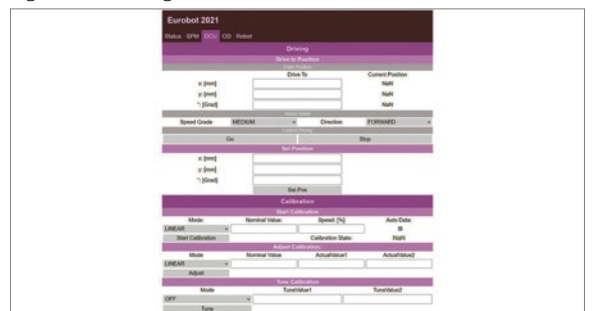 Eurobot 2021
Status SPM DCu OD Robot
Driving
Drive to Position
Drive To Current Position
x: [mm] NaN
y: [mm] NaN
°: [Grad] NaN
Speed Grade MEDIUM Direction FORWARD
Go Stop
Set Position
x: [mm]
y: [mm]
°: [Grad]
Set Pos
Calibration
Start Calibration
Mode: Nominal Value: Speed: [%] Auto Data:
LINEAR
Start Calibration Calibration State: NaN
Adjust Calibration
Mode Nominal Value ActualValue1 ActualValue2
LINEAR
Adjust
Tune Calibration
Mode TuneValue1 TuneValue2
OFF
Tune